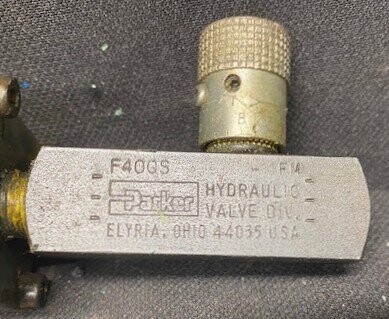 B
F400S - FM
Parker
HYDRAULIC
VALVE DIV.
ELYRIA, OHIO 44035 USA